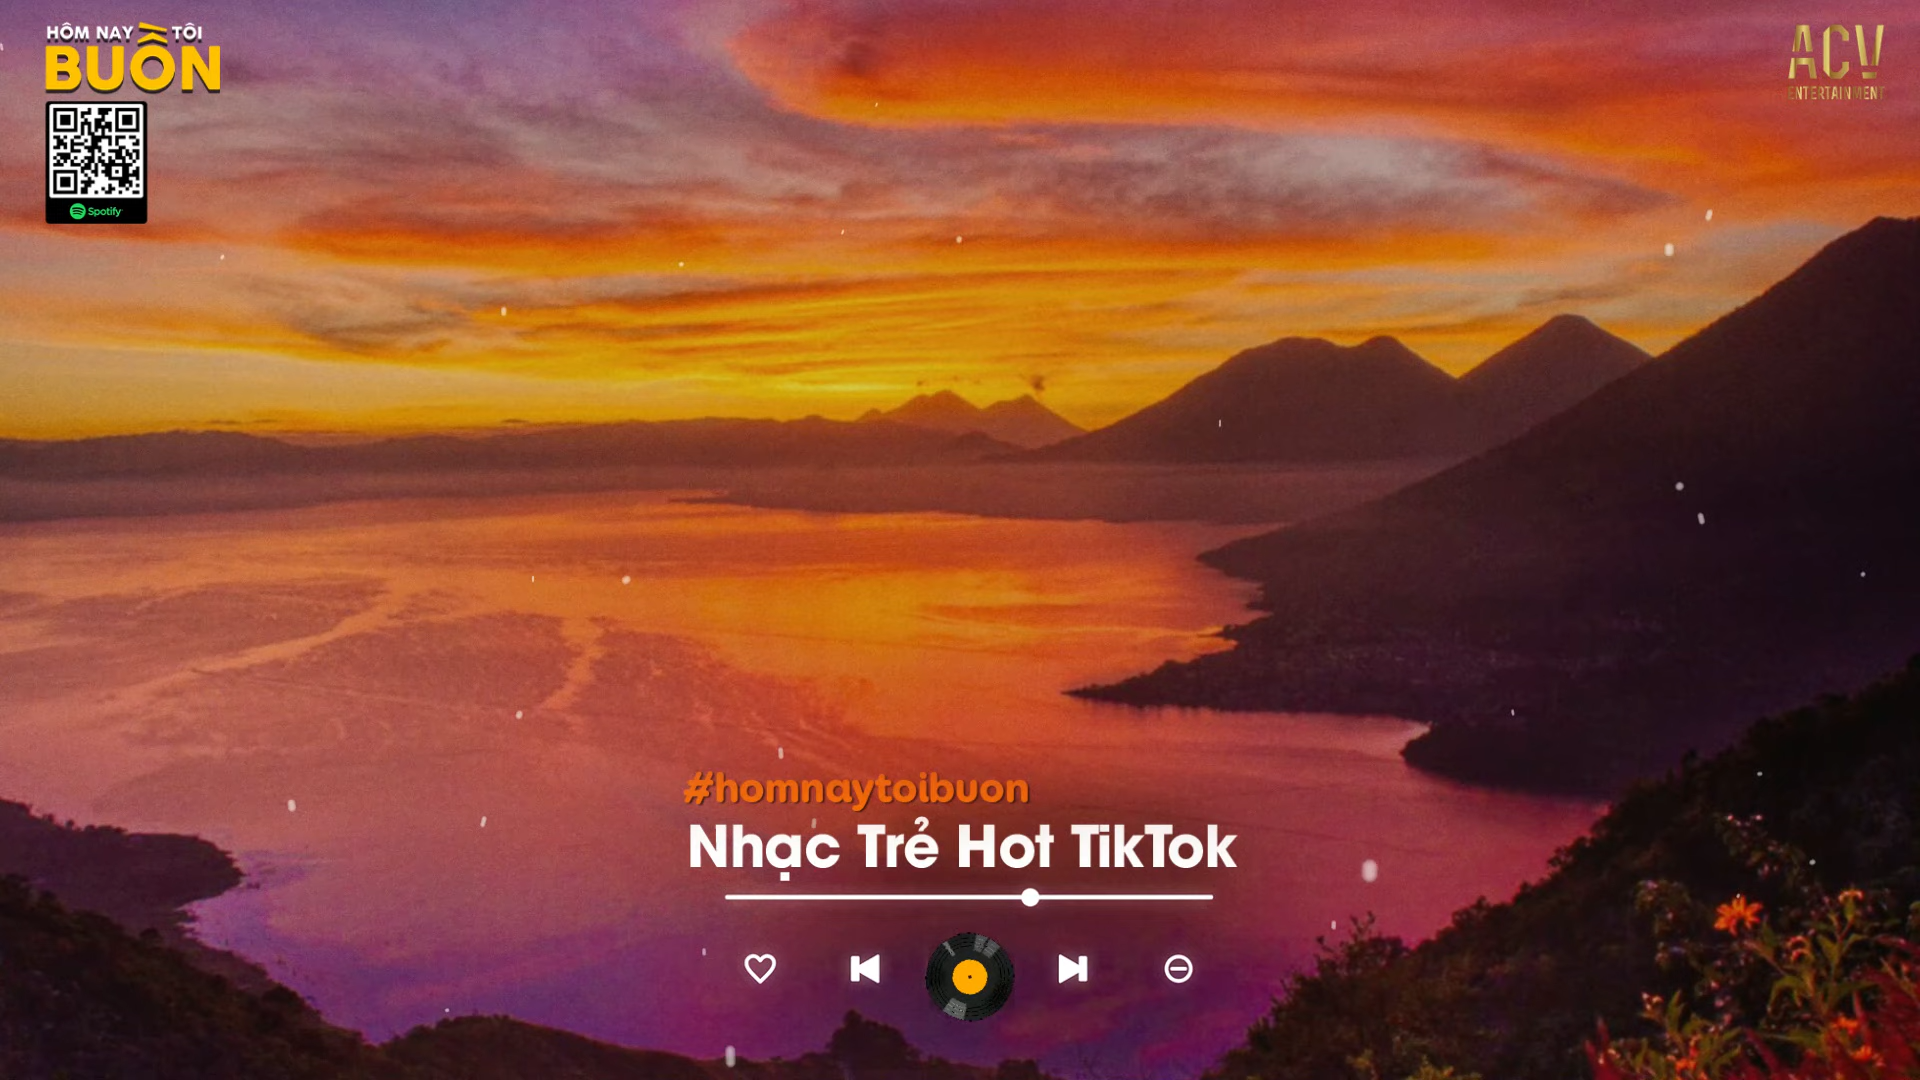 HÔM NAY TÔI
BUỒN
Spotify
ACV
ENTERTAINMENT
#homnaytoibuon
Nhạc Trẻ Hot TikTok